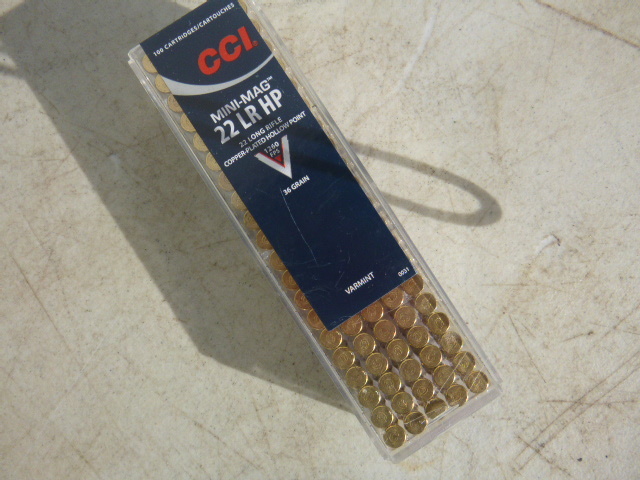 100 CARTRIDGES/CARTOUCHES
CCI.
MINI-MAG™
22 LR HP
22 LONG RIFLE
COPPER-PLATED HOLLOW POINT
1260
FPS
36 GRAIN
VARMINT
0031